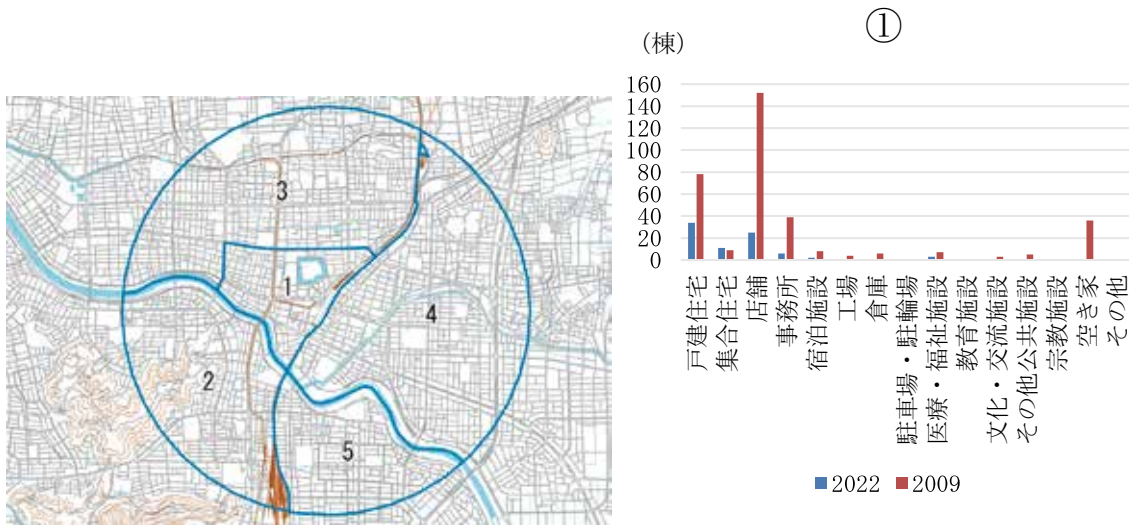 3
1
4
2
5
①
(棟)
160
140
120
100
80
60
40
20
0
戸建住宅
集合住宅
店舗
事務所
宿泊施設
工場
倉庫
駐車場・駐輪場
医療・福祉施設
教育施設
文化・交流施設
その他公共施設
宗教施設
空き家
その他
2022 2009